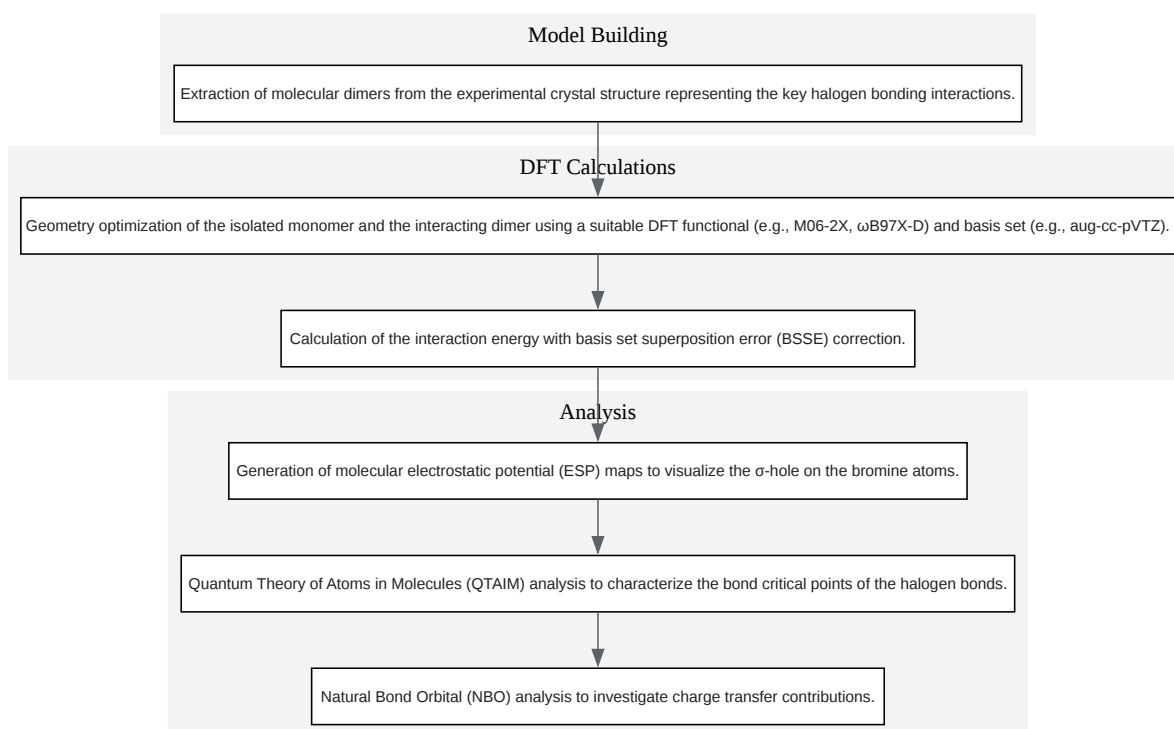 Model Building
Extraction of molecular dimers from the experimental crystal structure representing the key halogen bonding interactions.
DFT Calculations
Geometry optimization of the isolated monomer and the interacting dimer using a suitable DFT functional (e.g., M06-2X, ωB97X-D) and basis set (e.g., aug-cc-pVTZ).
Calculation of the interaction energy with basis set superposition error (BSSE) correction.
Analysis
Generation of molecular electrostatic potential (ESP) maps to visualize the σ-hole on the bromine atoms.
Quantum Theory of Atoms in Molecules (QTAIM) analysis to characterize the bond critical points of the halogen bonds.
Natural Bond Orbital (NBO) analysis to investigate charge transfer contributions.